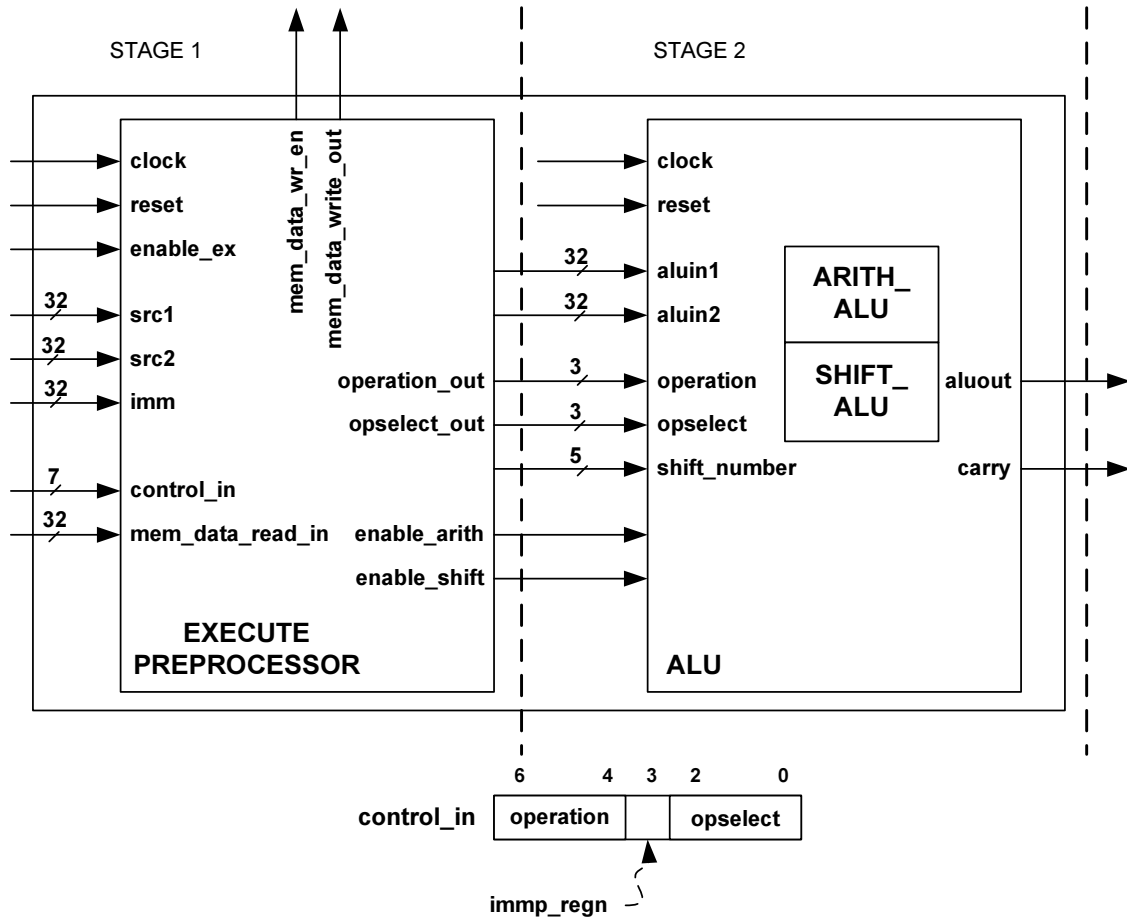 STAGE 1
STAGE 2
mem_data_wr_en
mem_data_write_out
clock
reset
enable_ex
32
src1
32
src2
32
imm
7
control_in
32
mem_data_read_in
operation_out
opselect_out
enable_arith
enable_shift
EXECUTE
PREPROCESSOR
clock
reset
32
aluin1
32
aluin2
3
operation
3
opselect
5
shift_number
ARITH_
ALU
SHIFT_
ALU
aluout
carry
ALU
6 4 3 2 0
control_in operation opselect
immp_regn